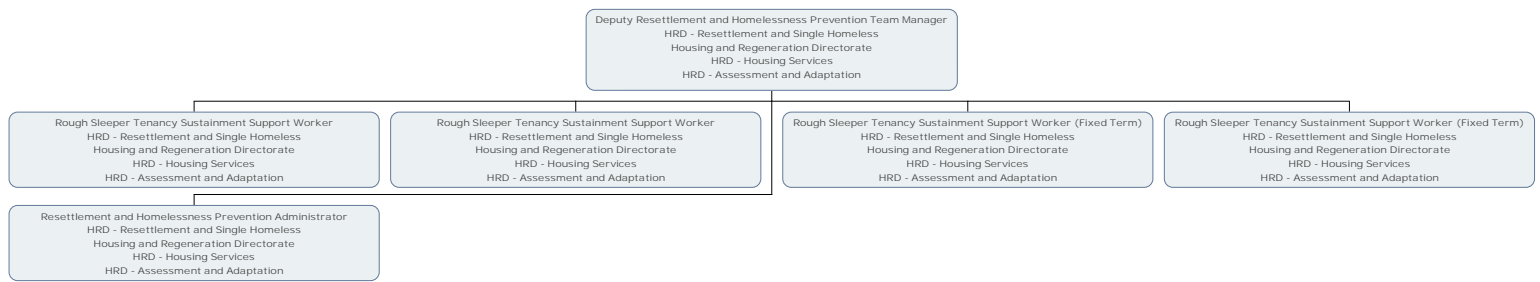 Deputy Resettlement and Homelessness Prevention Team Manager
HRD - Resettlement and Single Homeless
Housing and Regeneration Directorate
HRD - Housing Services
HRD - Assessment and Adaptation
Rough Sleeper Tenancy Sustainment Support Worker
HRD - Resettlement and Single Homeless
Housing and Regeneration Directorate
HRD - Housing Services
HRD - Assessment and Adaptation
Rough Sleeper Tenancy Sustainment Support Worker
HRD - Resettlement and Single Homeless
Housing and Regeneration Directorate
HRD - Housing Services
HRD - Assessment and Adaptation
Rough Sleeper Tenancy Sustainment Support Worker (Fixed Term)
HRD - Resettlement and Single Homeless
Housing and Regeneration Directorate
HRD - Housing Services
HRD - Assessment and Adaptation
Rough Sleeper Tenancy Sustainment Support Worker (Fixed Term)
HRD - Resettlement and Single Homeless
Housing and Regeneration Directorate
HRD - Housing Services
HRD - Assessment and Adaptation
Resettlement and Homelessness Prevention Administrator
HRD - Resettlement and Single Homeless
Housing and Regeneration Directorate
HRD - Housing Services
HRD - Assessment and Adaptation